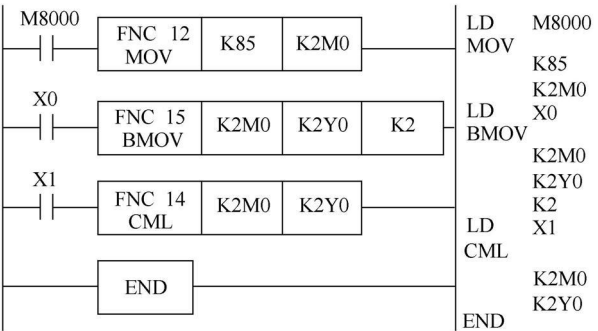 M8000
FNC 12
MOV
K85
K2M0
X0
FNC 15
BMOV
K2M0
K2Y0
K2
X1
FNC 14
CML
K2M0
K2Y0
END
LD M8000
MOV
K85
K2M0
LD X0
BMOV
K2M0
K2Y0
K2
LD X1
CML
K2M0
K2Y0
END